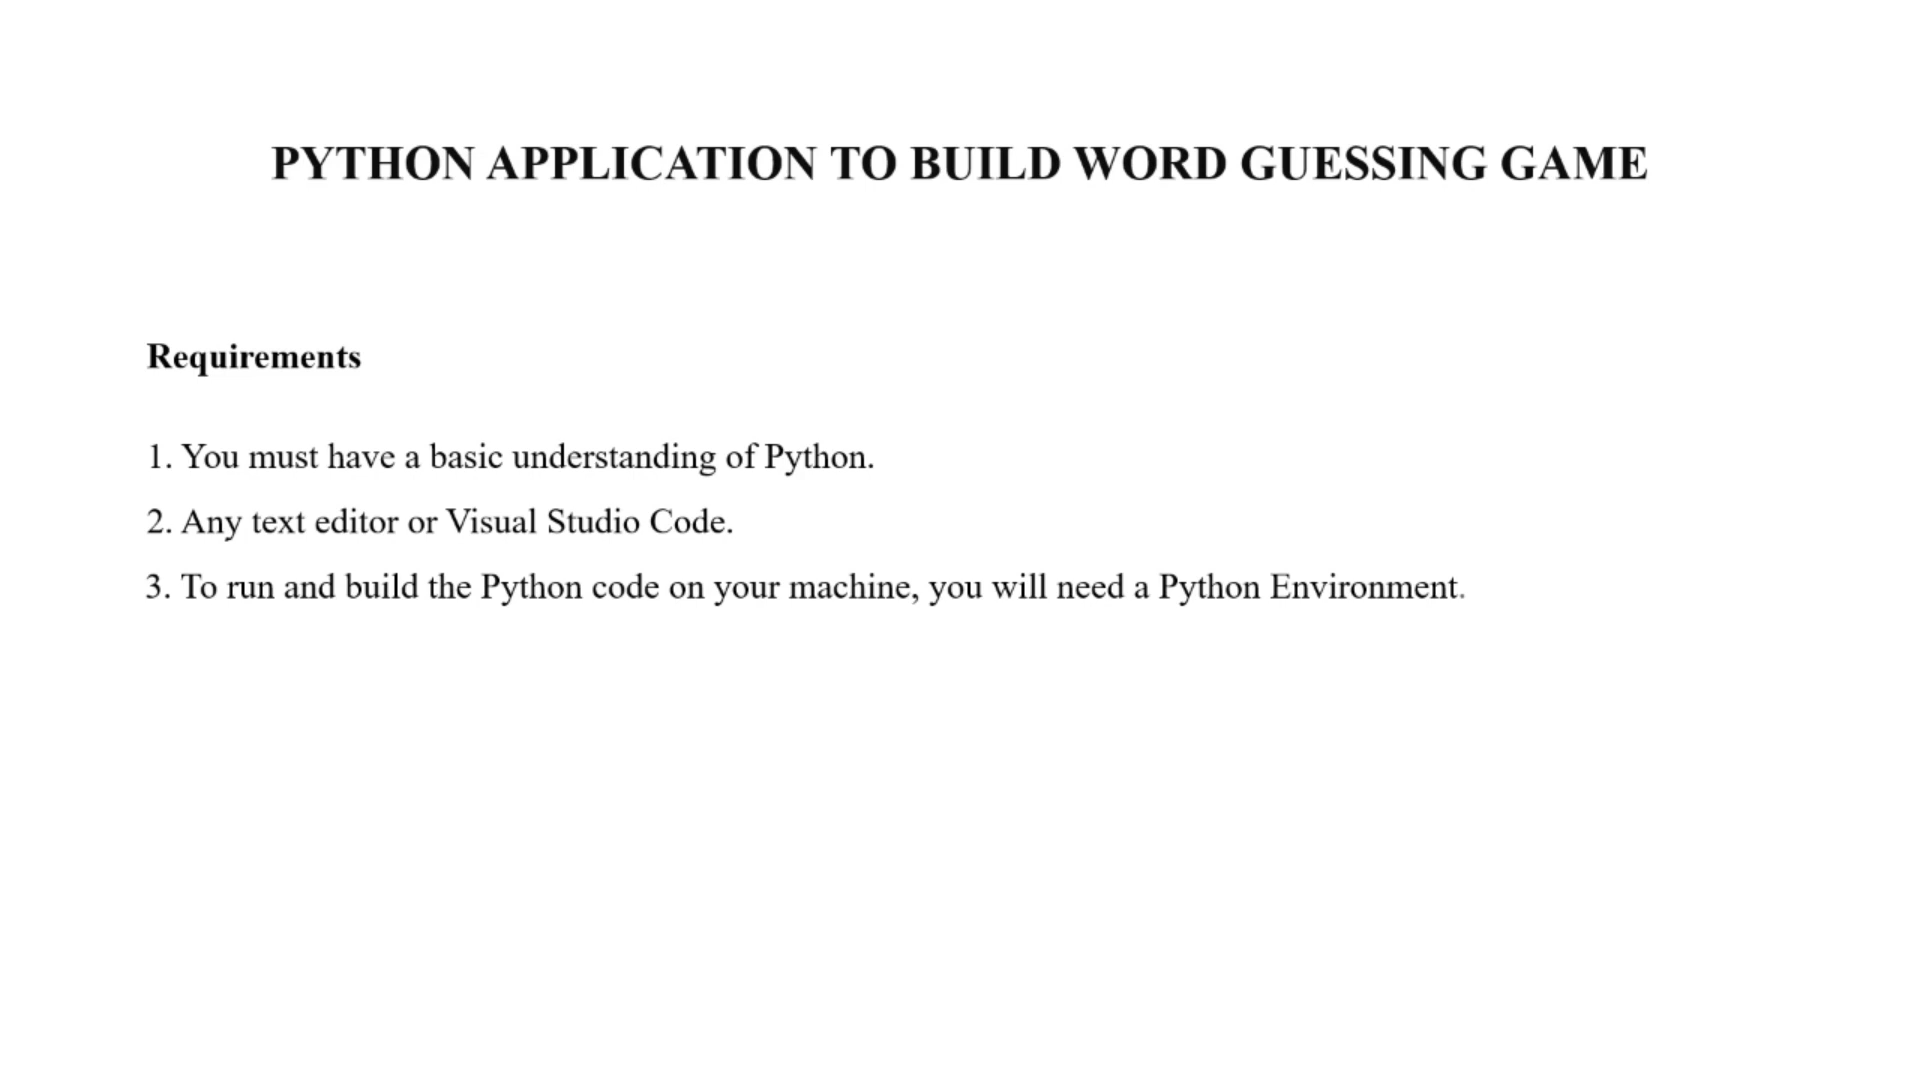 PYTHON APPLICATION TO BUILD WORD GUESSING GAME
Requirements
1. You must have a basic understanding of Python.
2. Any text editor or Visual Studio Code.
3. To run and build the Python code on your machine, you will need a Python Environment.